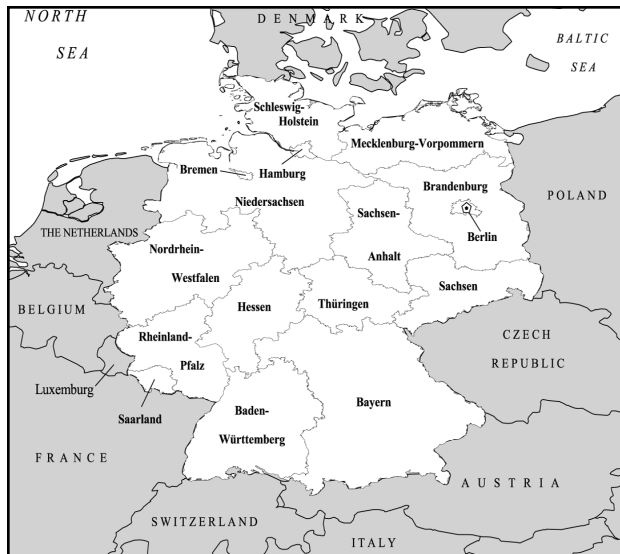 NORTH
SEA
DENMARK
BALTIC
SEA
Schleswig-
Holstein
Mecklenburg-Vorpommern
Bremen
Hamburg
Brandenburg
POLAND
Niedersachsen
Sachsen-
Anhalt
Berlin
THE NETHERLANDS
Nordrhein-
Westfalen
Sachsen
BELGIUM
Hessen
Thüringen
Rheinland-
Pfalz
CZECH
REPUBLIC
Luxemburg
Saarland
Baden-
Württemberg
Bayern
FRANCE
AUSTRIA
SWITZERLAND
ITALY